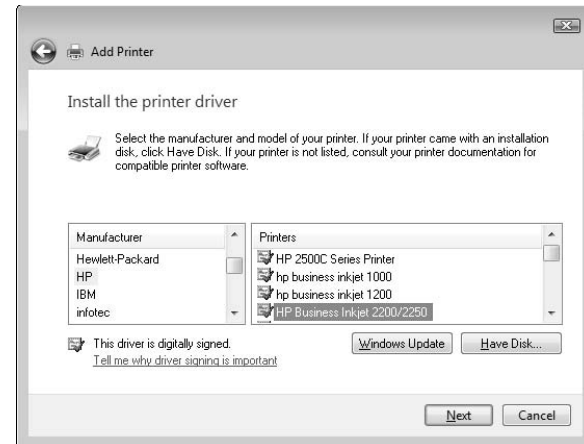 Add Printer
Install the printer driver
Select the manufacturer and model of your printer. If your printer came with an installation
disk, click Have Disk. If your printer is not listed, consult your printer documentation for
compatible printer software.
Manufacturer
Hewlett-Packard
HP
IBM
infotec
Printers
HP 2500C Series Printer
hp business inkjet 1000
hp business inkjet 1200
HP Business Inkjet 2200/2250
This driver is digitally signed.
Tell me why driver signing is important
Windows Update
Have Disk...
Next
Cancel